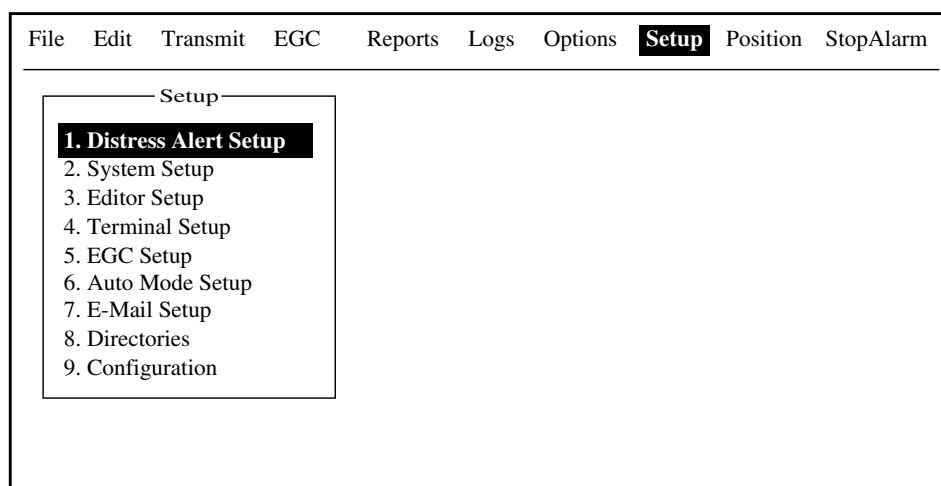 File Edit Transmit EGC Reports Logs Options Setup Position StopAlarm
Setup
1. Distress Alert Setup
2. System Setup
3. Editor Setup
4. Terminal Setup
5. EGC Setup
6. Auto Mode Setup
7. E-Mail Setup
8. Directories
9. Configuration